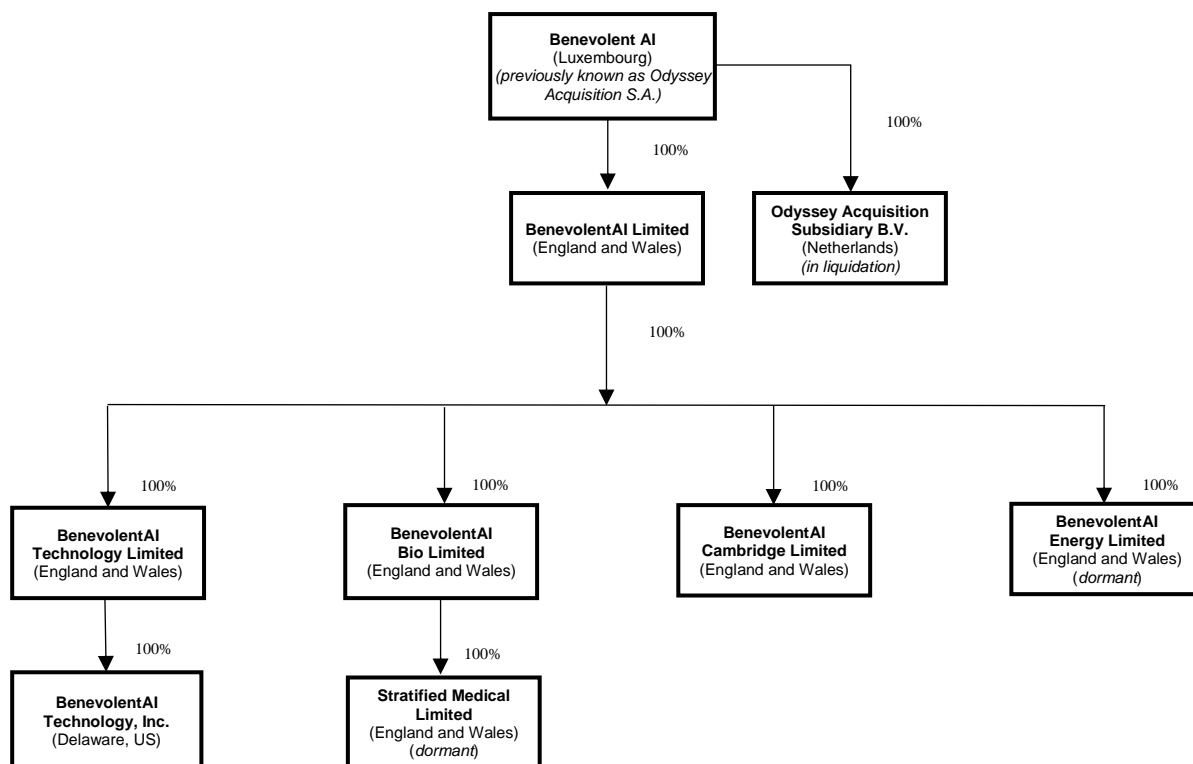 Benevolent AI
(Luxembourg)
(previously known as Odyssey
Acquisition S.A.)
100%
100%
BenevolentAI Limited
(England and Wales)
Odyssey Acquisition
Subsidiary B.V.
(Netherlands)
(in liquidation)
100%
100%
100%
100%
100%
BenevolentAI
Technology Limited
(England and Wales)
BenevolentAI
Bio Limited
(England and Wales)
BenevolentAI
Cambridge Limited
(England and Wales)
BenevolentAI
Energy Limited
(England and Wales)
(dormant)
100%
100%
BenevolentAI
Technology, Inc.
(Delaware, US)
Stratified Medical
Limited
(England and Wales)
(dormant)